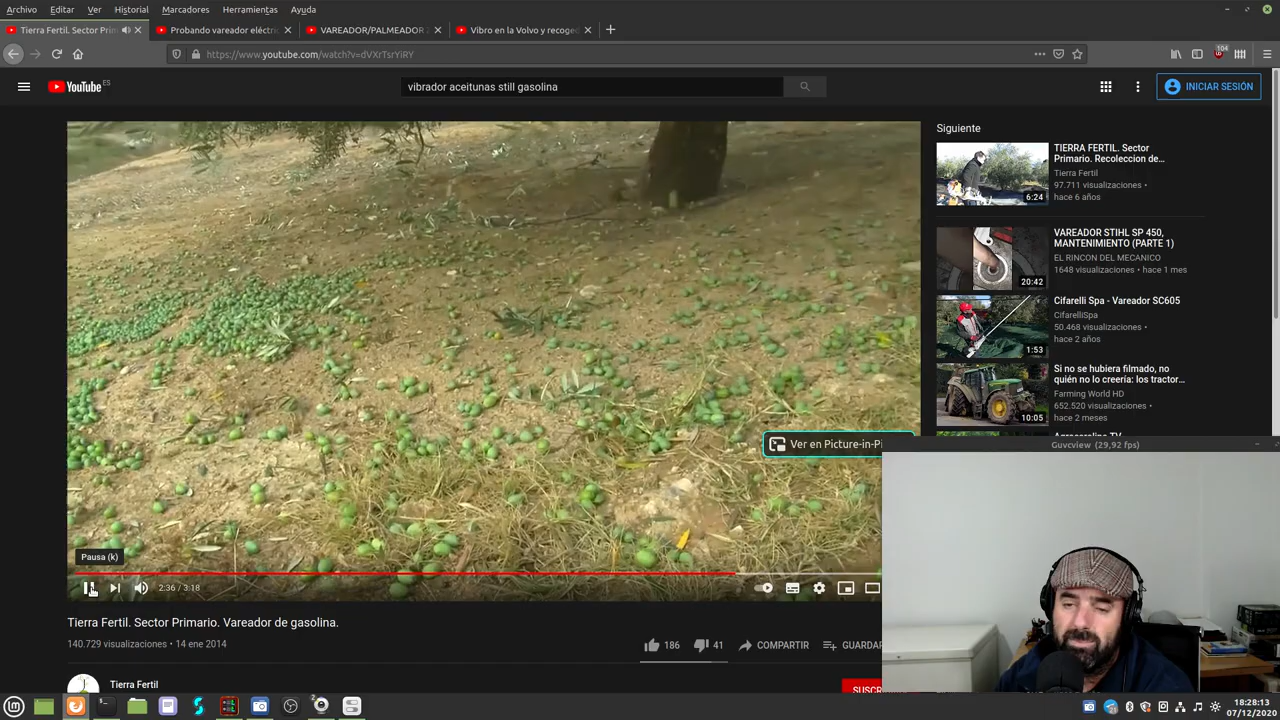 Archivo Editar Ver Historial Marcadores Herramientas Ayuda
Tierra Fertil. Sector Prim
Probando vareador eléctric
VAREADOR/PALMEADOR
Vibro en la Volvo y recoged
https://www.youtube.com/watch?v=dVXrTsrYiRY
104
YouTube ES
vibrador aceitunas still gasolina
INICIAR SESIÓN
Siguiente
TIERRA FERTIL. Sector
Primario. Recoleccion de...
Tierra Fertil
97.711 visualizaciones •
hace 6 años
6:24
VAREADOR STIHL SP 450,
MANTENIMIENTO (PARTE 1)
EL RINCON DEL MECANICO
1648 visualizaciones • hace 1 mes
20:42
Cifarelli Spa - Vareador SC605
CifarelliSpa
50.468 visualizaciones •
hace 2 años
1:53
Si no se hubiera filmado, no
quién no lo creería: los tractor...
Farming World HD
652.520 visualizaciones •
hace 2 meses
10:05
Ver en Picture-in-Pi
Guvcview (29,92 fps)
Pausa (k)
2:36 / 3:18
Tierra Fertil. Sector Primario. Vareador de gasolina.
140.729 visualizaciones • 14 ene 2014
186
41
COMPARTIR
GUARDAR
Tierra Fertil
18:28:13
07/12/2020